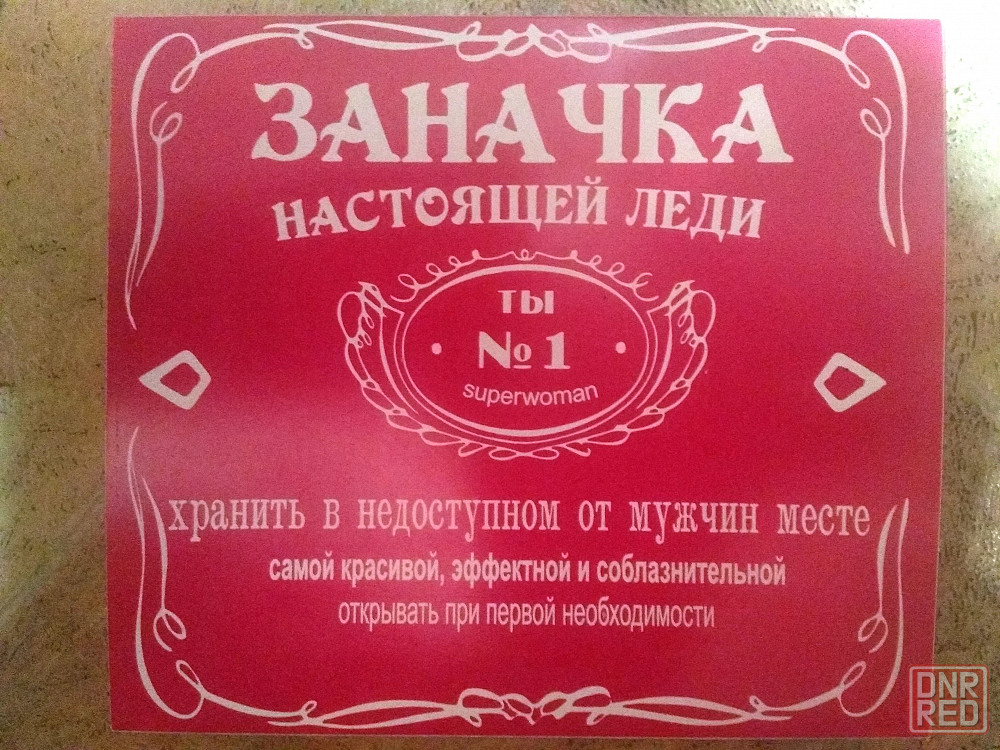 ЗАНАЧКА
НАСТОЯЩЕЙ ЛЕДИ
ТЫ
№1
superwoman
хранить в недоступном от мужчин месте
самой красивой, эффектной и соблазнительной
открывать при первой необходимости
DNR
RED